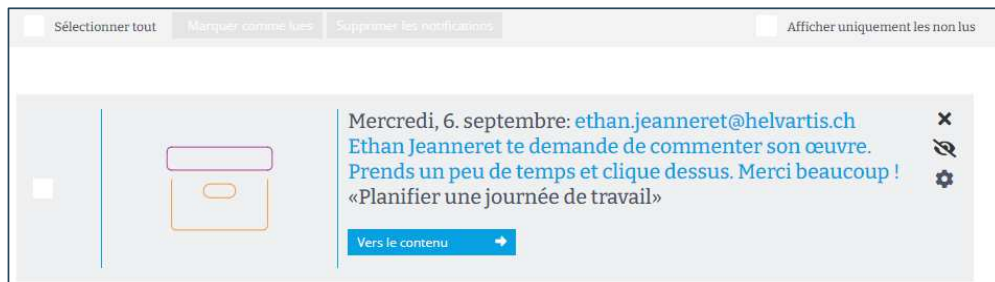 Sélectionner tout Marquer comme lues Supprimer les notifications Afficher uniquement les non lus
Mercredi, 6. septembre: ethan.jeanneret@helvartis.ch
Ethan Jeanneret te demande de commenter son œuvre.
Prends un peu de temps et clique dessus. Merci beaucoup !
«Planifier une journée de travail»
Vers le contenu